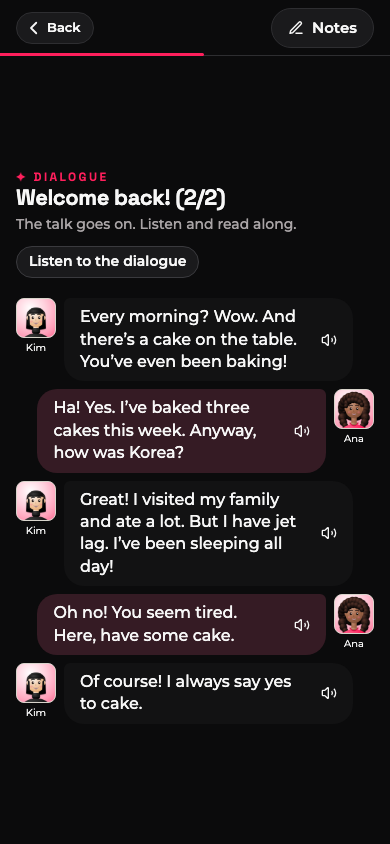 Back
Notes
DIALOGUE
Welcome back! (2/2)
The talk goes on. Listen and read along.
Listen to the dialogue
Every morning? Wow. And
there's a cake on the table.
You've even been baking!
Kim
Ha! Yes. I've baked three
cakes this week. Anyway,
how was Korea?
Ana
Great! I visited my family
and ate a lot. But I have jet
lag. I've been sleeping all
day!
Kim
Oh no! You seem tired.
Here, have some cake.
Ana
Of course! I always say yes
to cake.
Kim